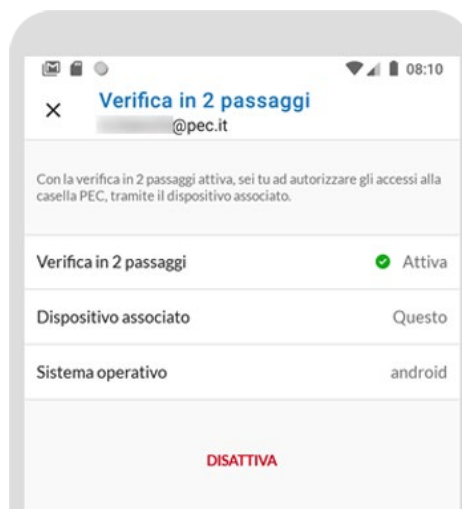 08:10
Verifica in 2 passaggi
@pec.it
Con la verifica in 2 passaggi attiva, sei tu ad autorizzare gli accessi alla
casella PEC, tramite il dispositivo associato.
Verifica in 2 passaggi Attiva
Dispositivo associato Questo
Sistema operativo android
DISATTIVA